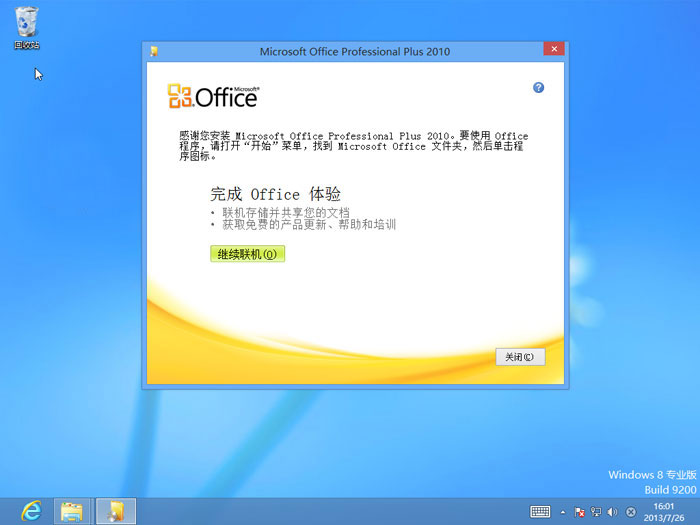 回收站
Microsoft Office Professional Plus 2010
Microsoft®
Office
感谢您安装 Microsoft Office Professional Plus 2010。要使用 Office
程序，请打开“开始”菜单，找到 Microsoft Office 文件夹，然后单击程
序图标。
完成 Office 体验
• 联机存储并共享您的文档
• 获取免费的产品更新、帮助和培训
继续联机(O)
关闭(C)
Windows 8 专业版
Build 9200
16:01
2013/7/26